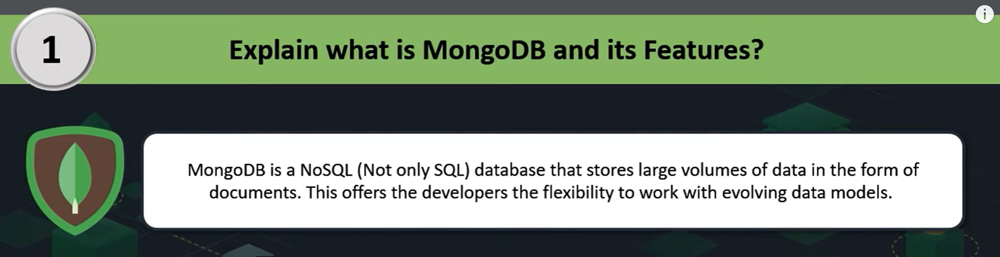 1
Explain what is MongoDB and its Features?
i
MongoDB is a NoSQL (Not only SQL) database that stores large volumes of data in the form of
documents. This offers the developers the flexibility to work with evolving data models.